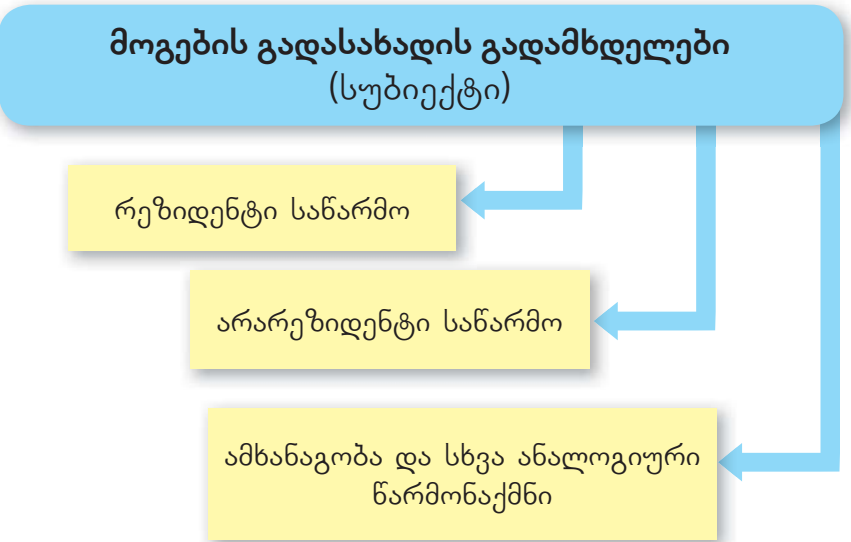 მოგების გადასახადის გადამხდელები
(სუბიექტი)
რეზიდენტი საწარმო
არარეზიდენტი საწარმო
ამხანაგობა და სხვა ანალოგიური
წარმონაქმნი